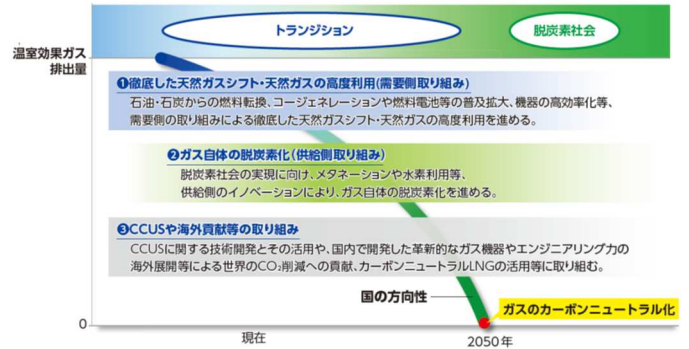 トランジション
脱炭素社会
温室効果ガス
排出量
❶徹底した天然ガスシフト・天然ガスの高度利用(需要側取り組み)
石油・石炭からの燃料転換、コージェネレーションや燃料電池等の普及拡大、機器の高効率化等、
需要側の取り組みによる徹底した天然ガスシフト・天然ガスの高度利用を進める。
❷ガス自体の脱炭素化(供給側取り組み)
脱炭素社会の実現に向け、メタネーションや水素利用等、
供給側のイノベーションにより、ガス自体の脱炭素化を進める。
❸CCUSや海外貢献等の取り組み
CCUSに関する技術開発とその活用や、国内で開発した革新的なガス機器やエンジニアリング力の
海外展開等による世界のCO₂削減への貢献、カーボンニュートラルLNGの活用等に取り組む。
国の方向性
ガスのカーボンニュートラル化
0
現在
2050年